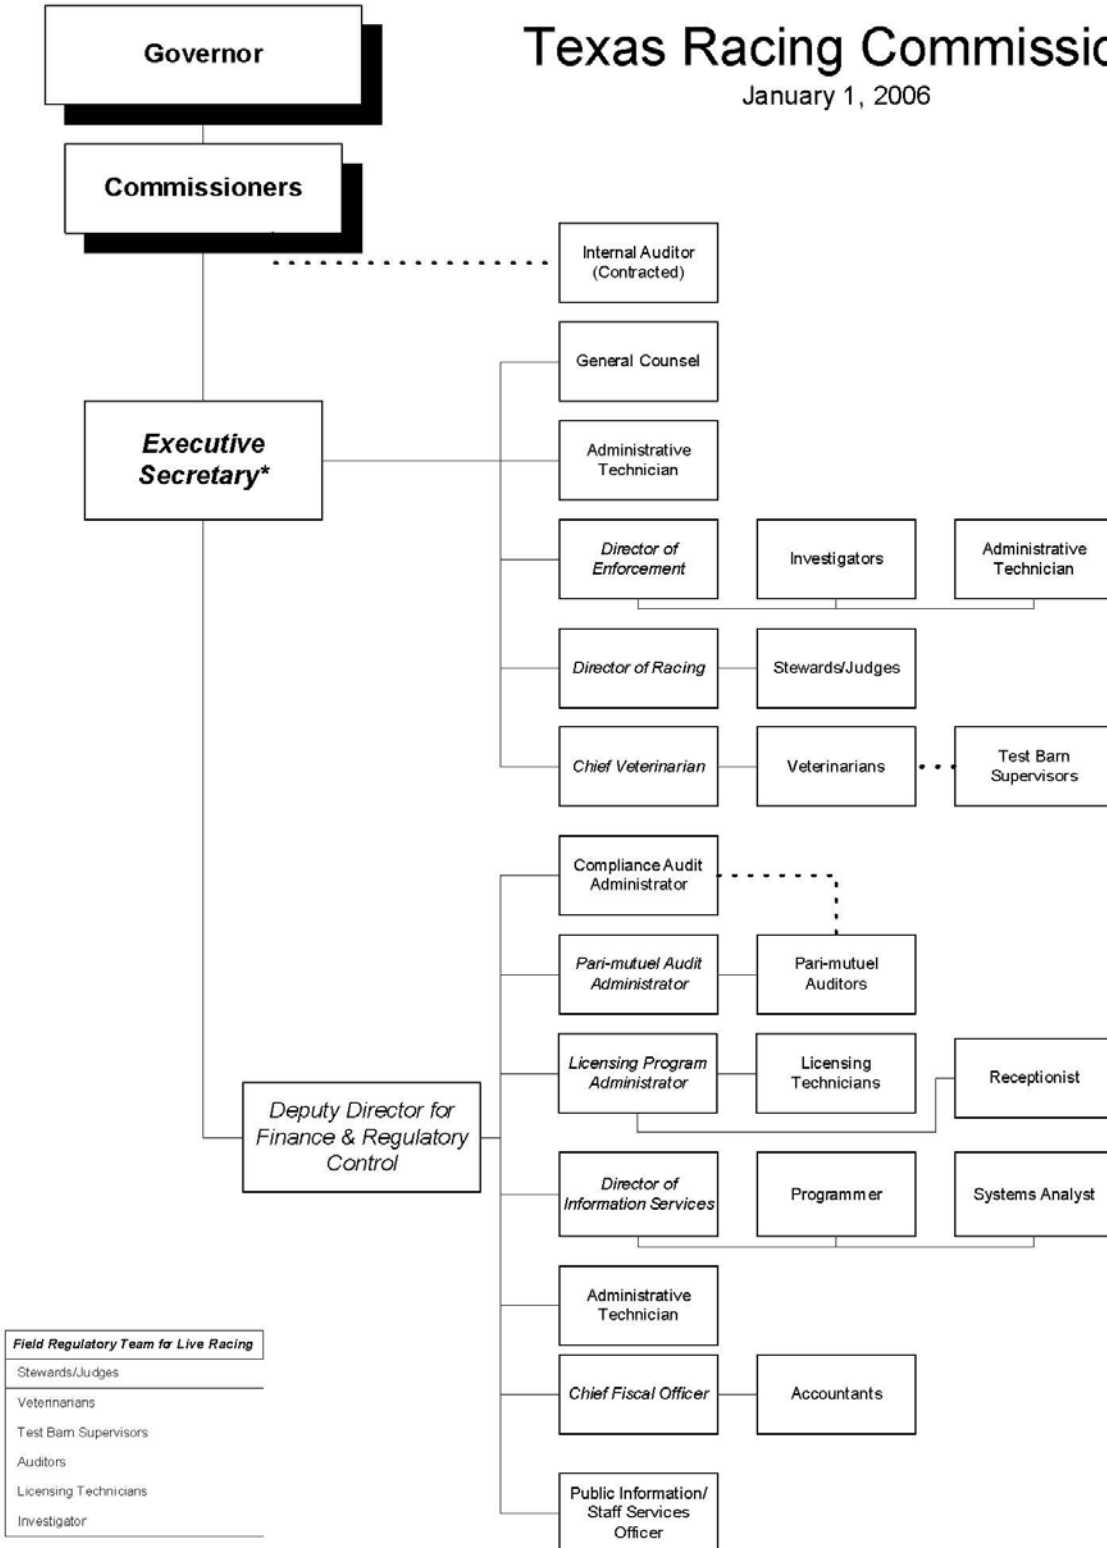 Governor
Texas Racing Commissio
January 1, 2006
Commissioners
Internal Auditor
(Contracted)
General Counsel
Executive
Secretary*
Administrative
Technician
Director of
Enforcement
Investigators
Administrative
Technician
Director of Racing
Stewards/Judges
Chief Veterinarian
Veterinarians
Test Barn
Supervisors
Compliance Audit
Administrator
Pari-mutuel Audit
Administrator
Pari-mutuel
Auditors
Licensing Program
Administrator
Licensing
Technicians
Receptionist
Deputy Director for
Finance & Regulatory
Control
Director of
Information Services
Programmer
Systems Analyst
Administrative
Technician
Chief Fiscal Officer
Accountants
Public Information/
Staff Services
Officer
Field Regulatory Team for Live Racing
Stewards/Judges
Veterinarians
Test Barn Supervisors
Auditors
Licensing Technicians
Investigator